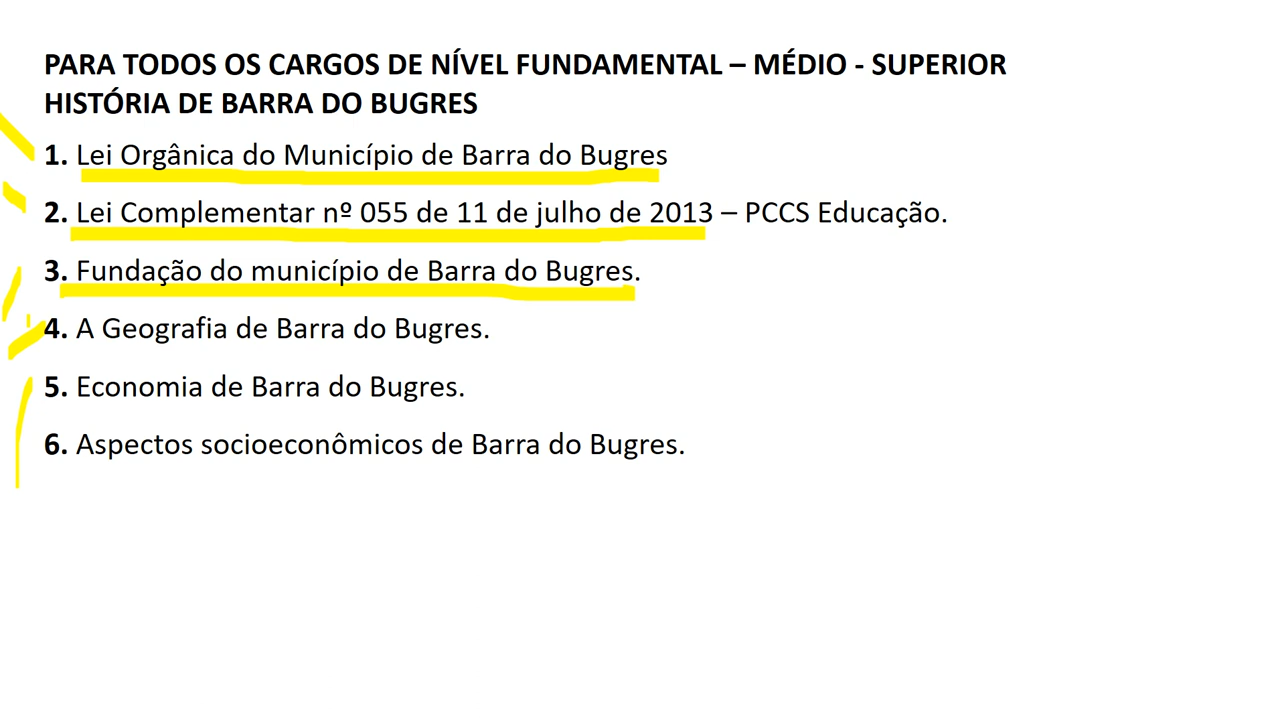 PARA TODOS OS CARGOS DE NÍVEL FUNDAMENTAL – MÉDIO - SUPERIOR
HISTÓRIA DE BARRA DO BUGRES
1. Lei Orgânica do Município de Barra do Bugres
2. Lei Complementar nº 055 de 11 de julho de 2013 – PCCS Educação.
3. Fundação do município de Barra do Bugres.
4. A Geografia de Barra do Bugres.
5. Economia de Barra do Bugres.
6. Aspectos socioeconômicos de Barra do Bugres.